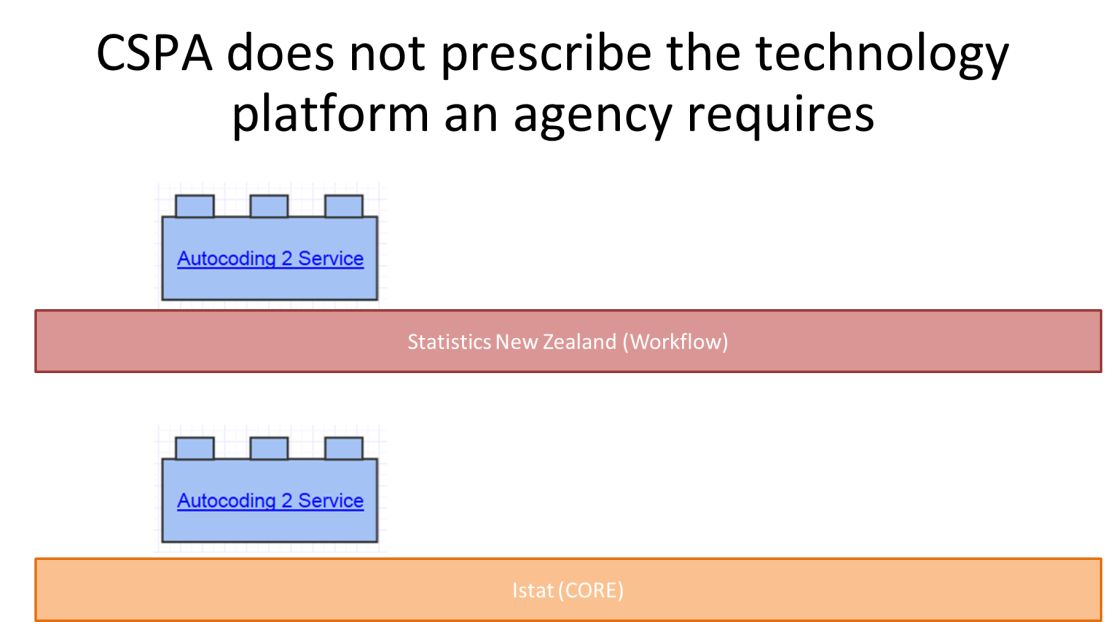 CSPA does not prescribe the technology
platform an agency requires
Autocoding 2 Service
Statistics New Zealand (Workflow)
Autocoding 2 Service
Istat (CORE)